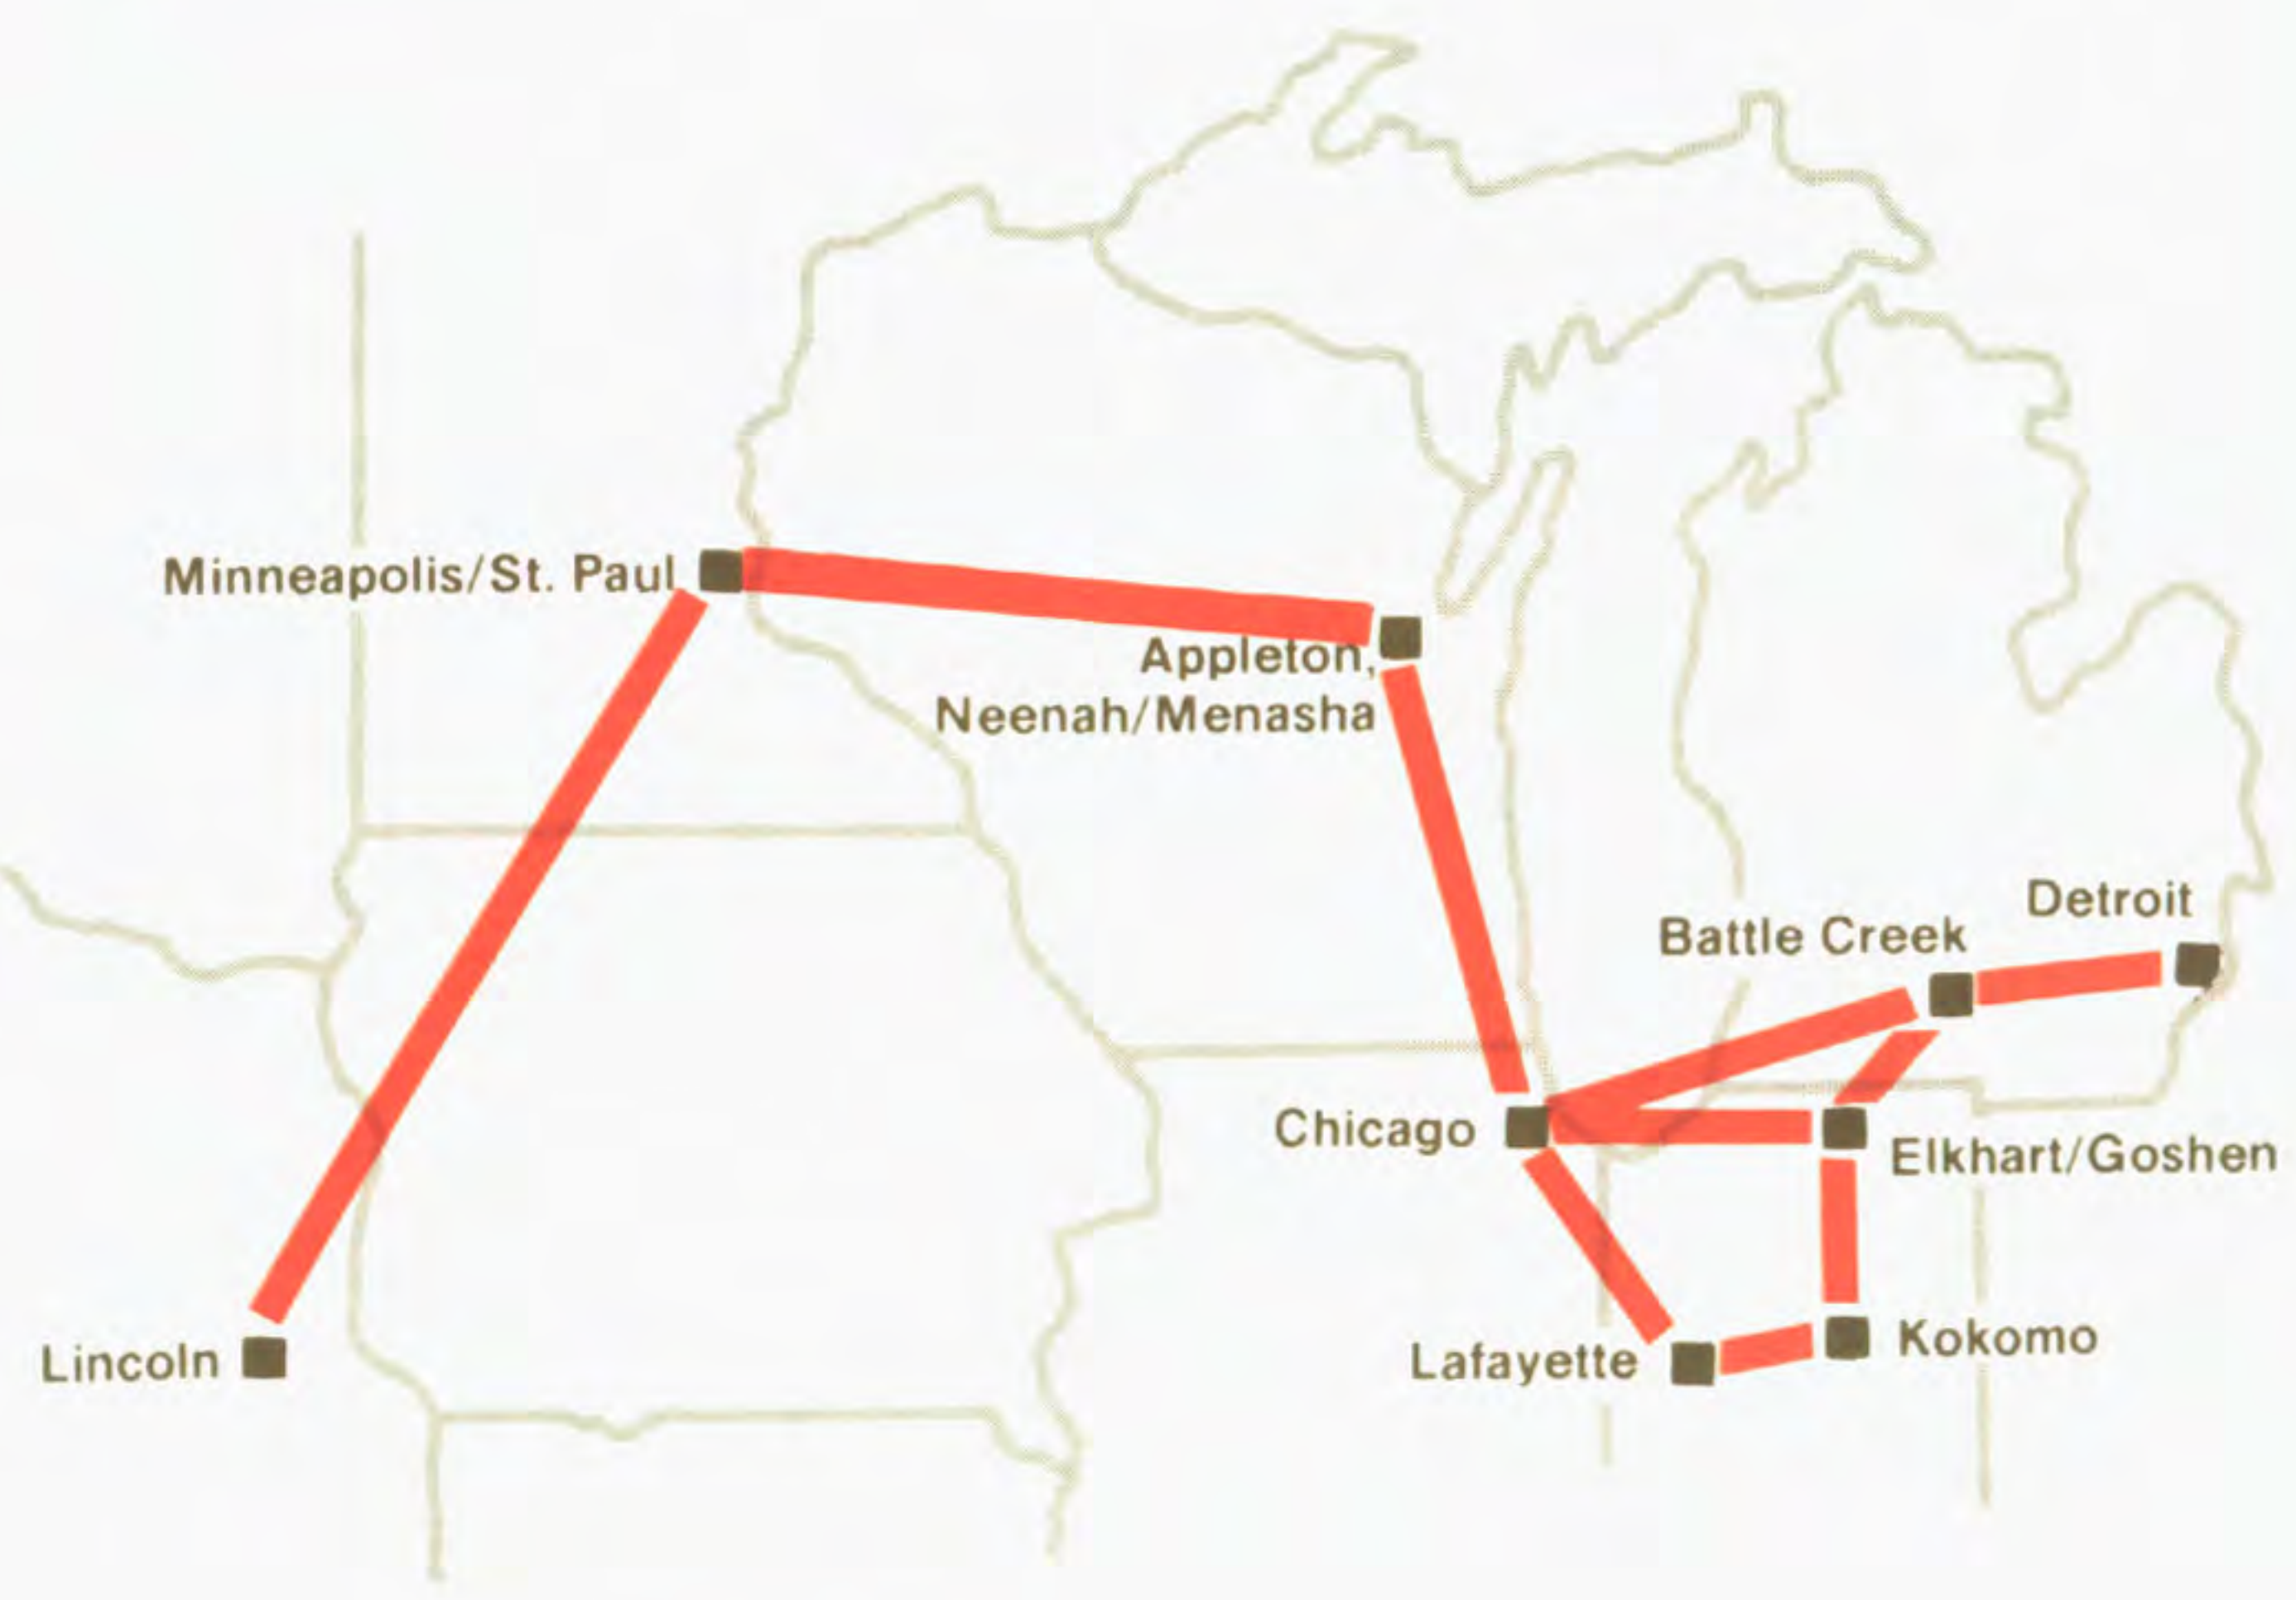 Minneapolis/St. Paul
Appleton,
Neenah/Menasha
Detroit
Battle Creek
Chicago
Elkhart/Goshen
Lincoln
Lafayette
Kokomo